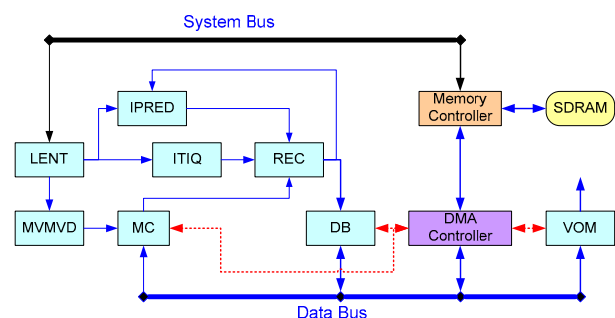 System Bus
IPRED
Memory
Controller
SDRAM
LENT
ITIQ
REC
MVMVD
MC
DB
DMA
Controller
VOM
Data Bus